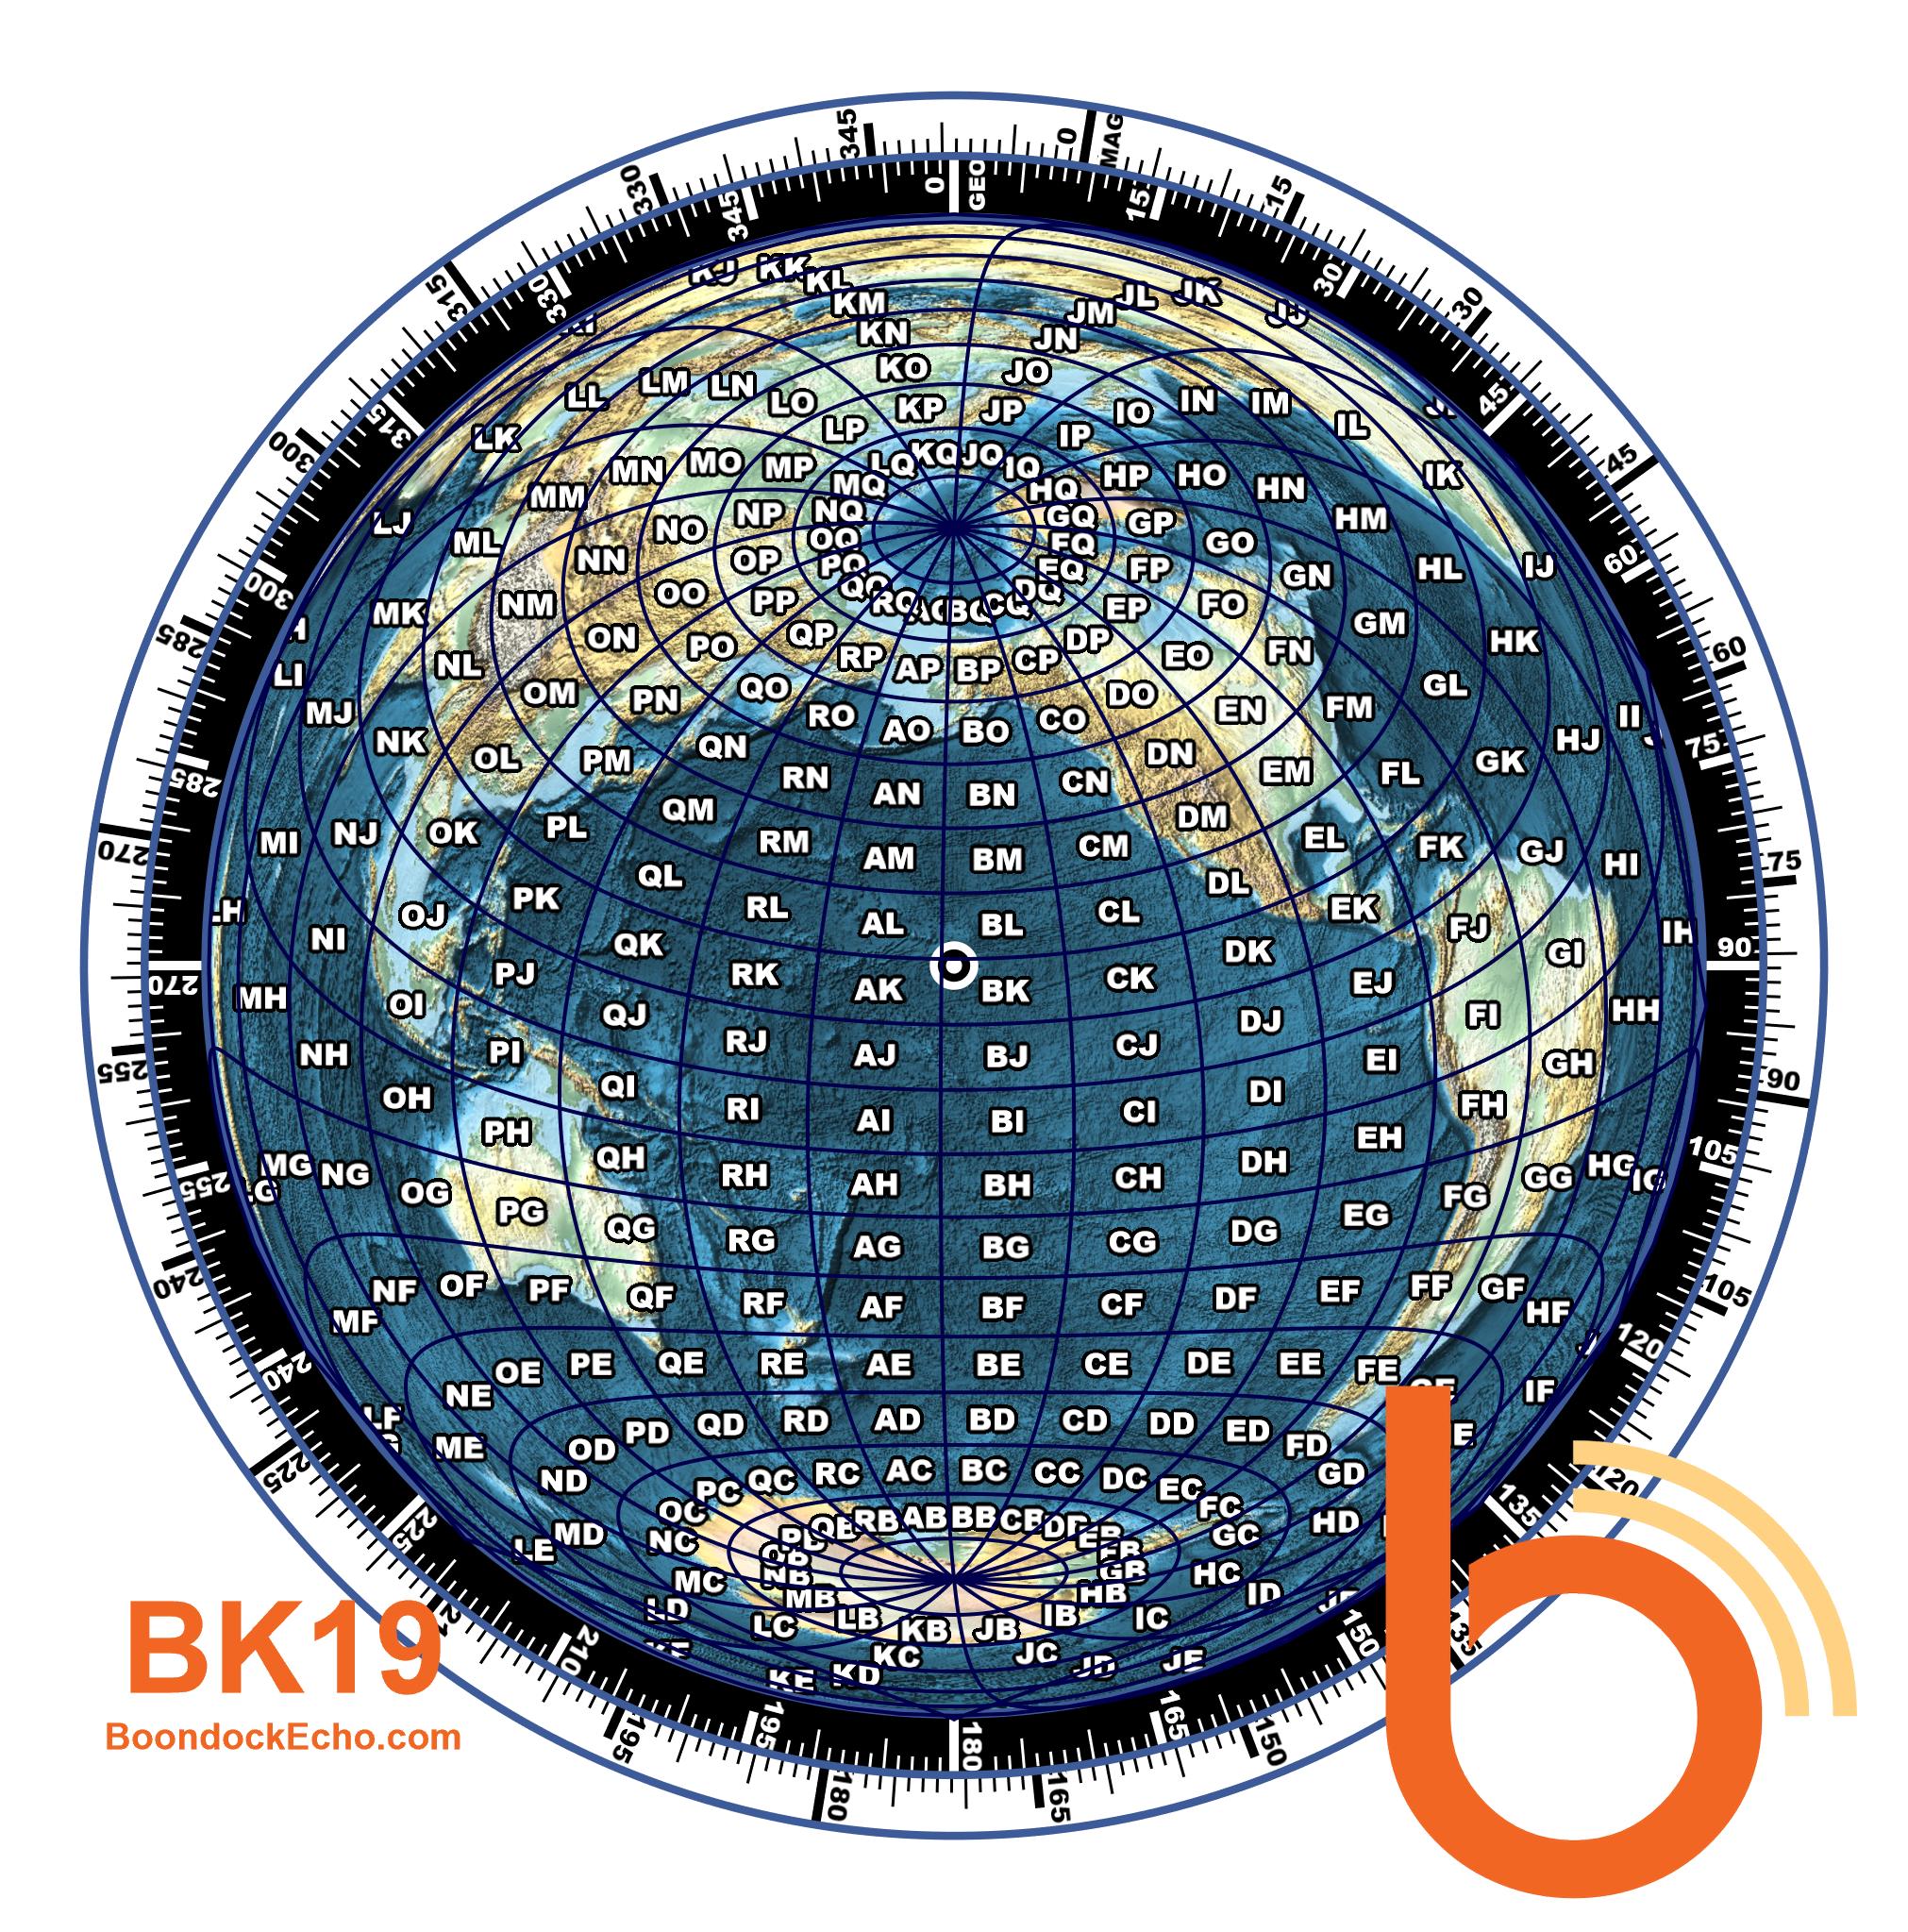 345 0 MAG
330 345 0 GEO 15 15
315 330 30 30
KJ KK KL JL JK JJ
KM JM
KN JN
KO JO
LL LM LN LO KP JP IO IN IM
LK LP IP IL
315 45
300 45
MN MO MP LQ KQ JQ IQ HP HO HN IK
MM MQ HQ
LJ ML NO NP NQ GQ GP GO HM
OQ FQ
NN OP PQ EQ FP GN HL IJ
300 60
MK NM OO PP QQ RQ BQ CQ DQ EP FO GM HK
285 60
ON PO QP RP AP BP CP DP EO FN
LI NL
MJ OM PN QO RO AO BO CO DO EN FM GL II
NK OL PM QN DN HJ 75
285 RN AN BN CN EM FL GK
MI NJ OK PL QM RM AM BM CM DM EL FK GJ HI
270 75
PK QL RL AL BL CL DL EK
LH OJ FJ IH
NI QK DK GI 90
270 PJ RK AK BK CK EJ
MH OI QJ DJ FI HH
NH PI RJ AJ BJ CJ EI GH
255 90
OH QI RI AI BI CI DI FH
PH QH EH
MG NG RH AH BH CH DH GG HG IG 105
255 OG PG FG
QG RG AG BG CG DG EG
240 105
NF OF PF QF RF AF BF CF DF EF FF GF HF
MF 120
240 OE PE QE RE AE BE CE DE EE FE
NE IF
LF ME OD PD QD RD AD BD CD DD ED FD
225 ND PC QC RC AC BC CC DC EC GD 120
225 OC FC 135
LE MD NC QB RB AB BB CB EB GC HD
OB FB
MC NB GB HC
LD MB HB ID
LC LB KB JB IB IC
210 150 135
KC JC
KE KD JD JE
195 195 180 165 150
180 165
BK19
BoondockEcho.com
b